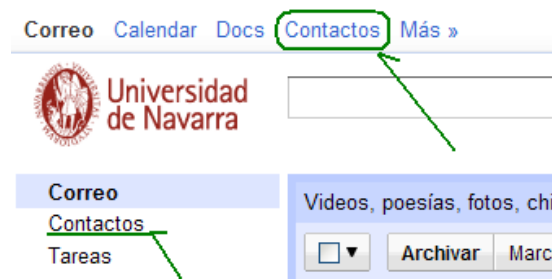 Correo Calendar Docs Contactos Más »
Universidad
de Navarra
Correo
Contactos
Tareas
Videos, poesías, fotos, chi
Archivar Marc